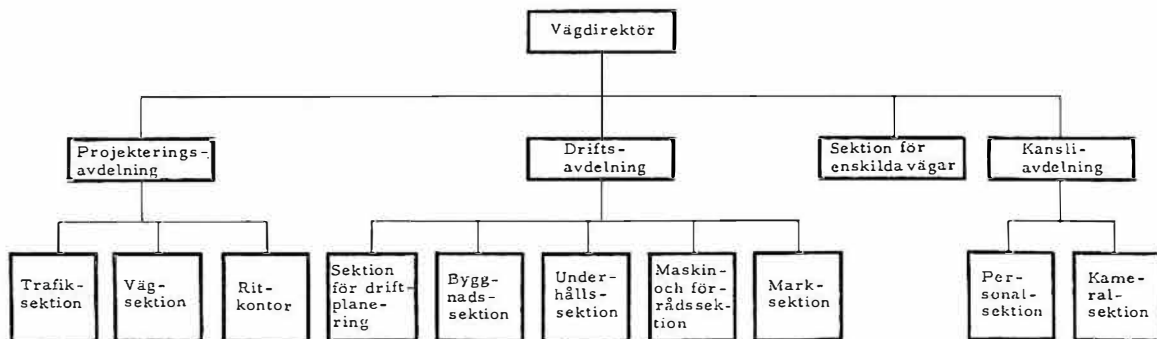 Vägdirektör
Projekterings-
avdelning
Drifts-
avdelning
Sektion för
enskilda vägar
Kansli-
avdelning
Trafik-
sektion
Väg-
sektion
Rit-
kontor
Sektion
för drift-
plane-
ring
Bygg-
nads-
sektion
Under-
hålls-
sektion
Maskin-
och för-
rådssek-
tion
Mark-
sektion
Per-
sonal-
sektion
Kame-
ral-
sektion